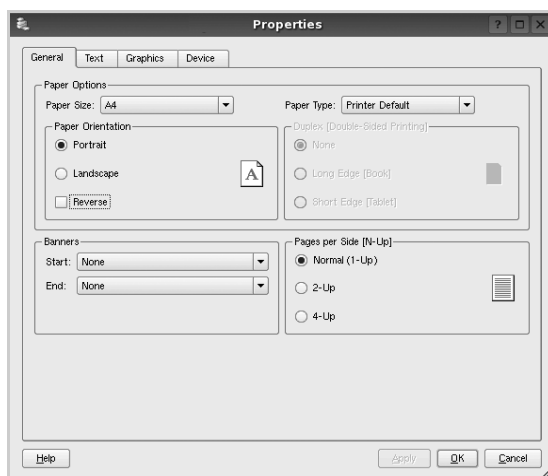 Properties
General Text Graphics Device
Paper Options
Paper Size: A4 Paper Type: Printer Default
Paper Orientation
Portrait
Landscape
Reverse
A
Duplex [Double-Sided Printing]
None
Long Edge [Book]
Short Edge [Tablet]
Banners
Start: None
End: None
Pages per Side [N-Up]
Normal (1-Up)
2-Up
4-Up
Help Apply OK Cancel